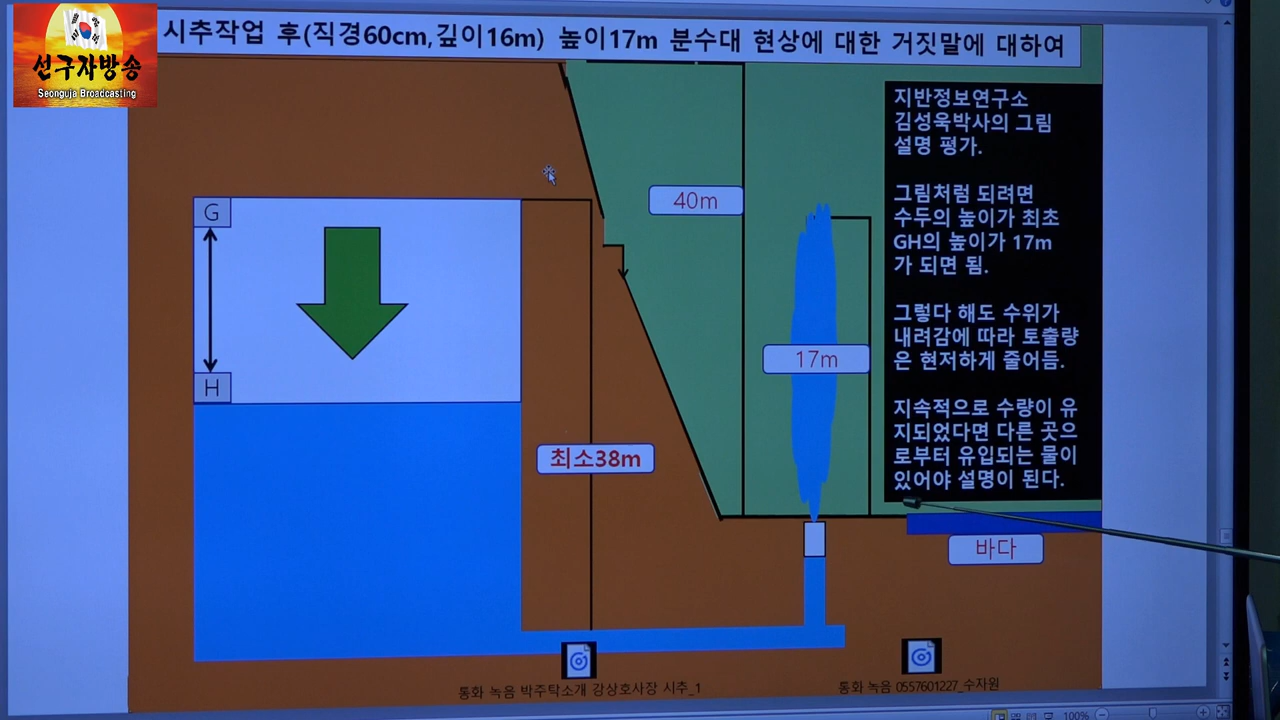 선구자방송
Seonguja Broadcasting
시추작업 후(직경60cm,깊이16m) 높이17m 분수대 현상에 대한 거짓말에 대하여
지반정보연구소
김성욱박사의 그림
설명 평가.
그림처럼 되려면
수두의 높이가 최초
GH의 높이가 17m
가 되면 됨.
그렇다 해도 수위가
내려감에 따라 토출량
은 현저하게 줄어듬.
지속적으로 수량이 유
지되었다면 다른 곳으
로부터 유입되는 물이
있어야 설명이 된다.
G
H
40m
17m
최소38m
바다
통화 녹음 박주탁소개 강상호사장 시추_1
통화 녹음 0557601227_수자원
100%